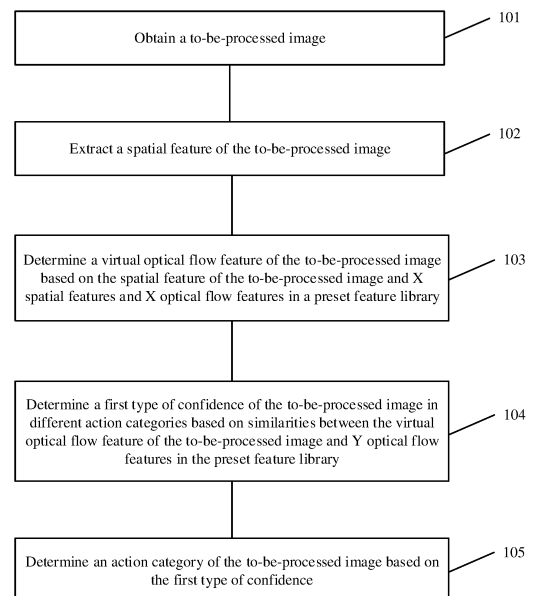 Obtain a to-be-processed image
101
Extract a spatial feature of the to-be-processed image
102
Determine a virtual optical flow feature of the to-be-processed image
based on the spatial feature of the to-be-processed image and X
spatial features and X optical flow features in a preset feature library
103
Determine a first type of confidence of the to-be-processed image in
different action categories based on similarities between the virtual
optical flow feature of the to-be-processed image and Y optical flow
features in the preset feature library
104
Determine an action category of the to-be-processed image based on
the first type of confidence
105